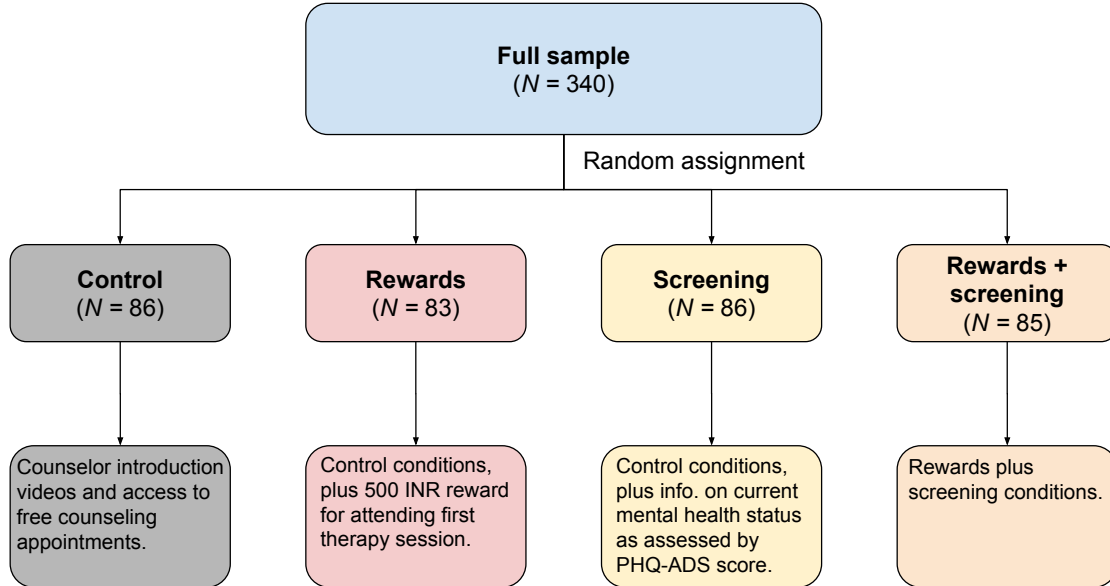 Full sample
(N = 340)
Random assignment
Control
(N = 86)
Rewards
(N = 83)
Screening
(N = 86)
Rewards +
screening
(N = 85)
Counselor introduction
videos and access to
free counseling
appointments.
Control conditions,
plus 500 INR reward
for attending first
therapy session.
Control conditions,
plus info. on current
mental health status
as assessed by
PHQ-ADS score.
Rewards plus
screening conditions.